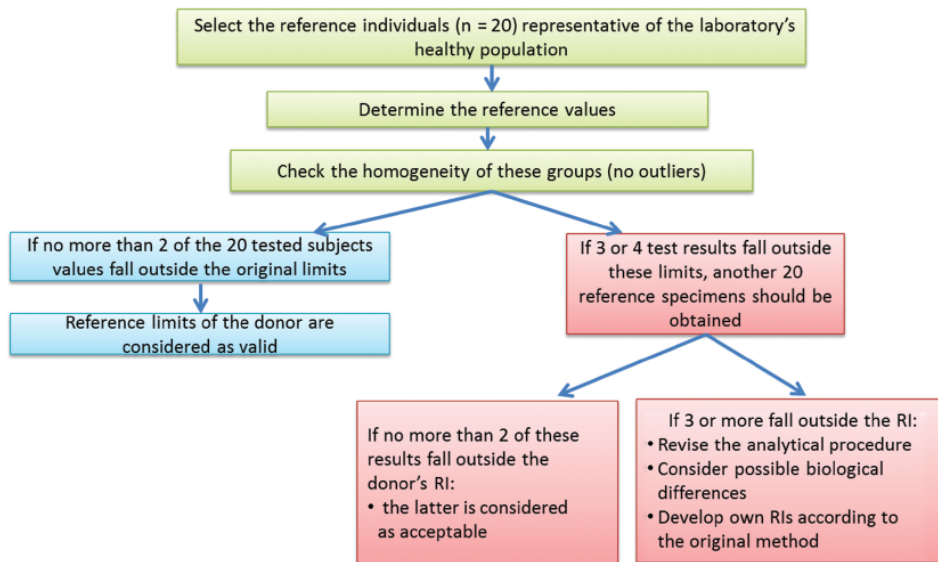 Select the reference individuals (n = 20) representative of the laboratory's
healthy population
Determine the reference values
Check the homogeneity of these groups (no outliers)
If no more than 2 of the 20 tested subjects
values fall outside the original limits
Reference limits of the donor are
considered as valid
If 3 or 4 test results fall outside
these limits, another 20
reference specimens should be
obtained
If no more than 2 of these
results fall outside the
donor's RI:
• the latter is considered
as acceptable
If 3 or more fall outside the RI:
• Revise the analytical procedure
• Consider possible biological
differences
• Develop own RIs according to
the original method